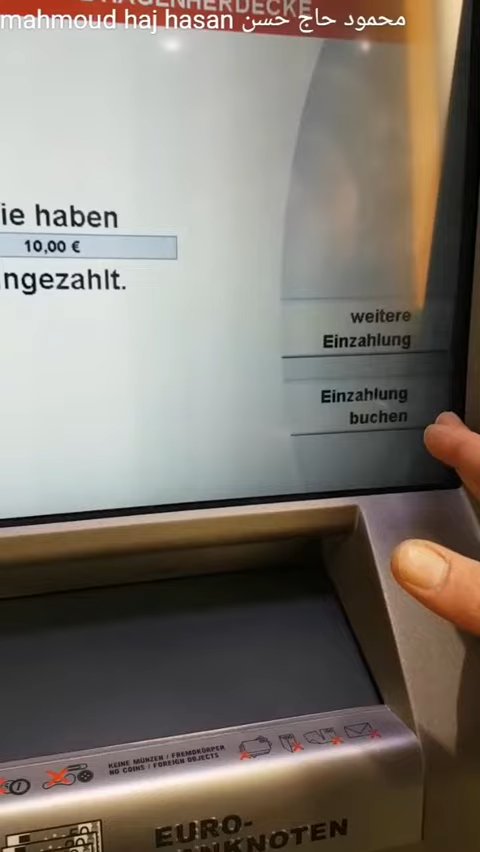 mahmoud haj hasan محمود حاج حسن
HAGENHERDECKE
ie haben
10,00 €
ngezahlt.
weitere
Einzahlung
Einzahlung
buchen
KEINE MÜNZEN / FREMDKÖRPER
NO COINS / FOREIGN OBJECTS
EURO-
BANKNOTEN